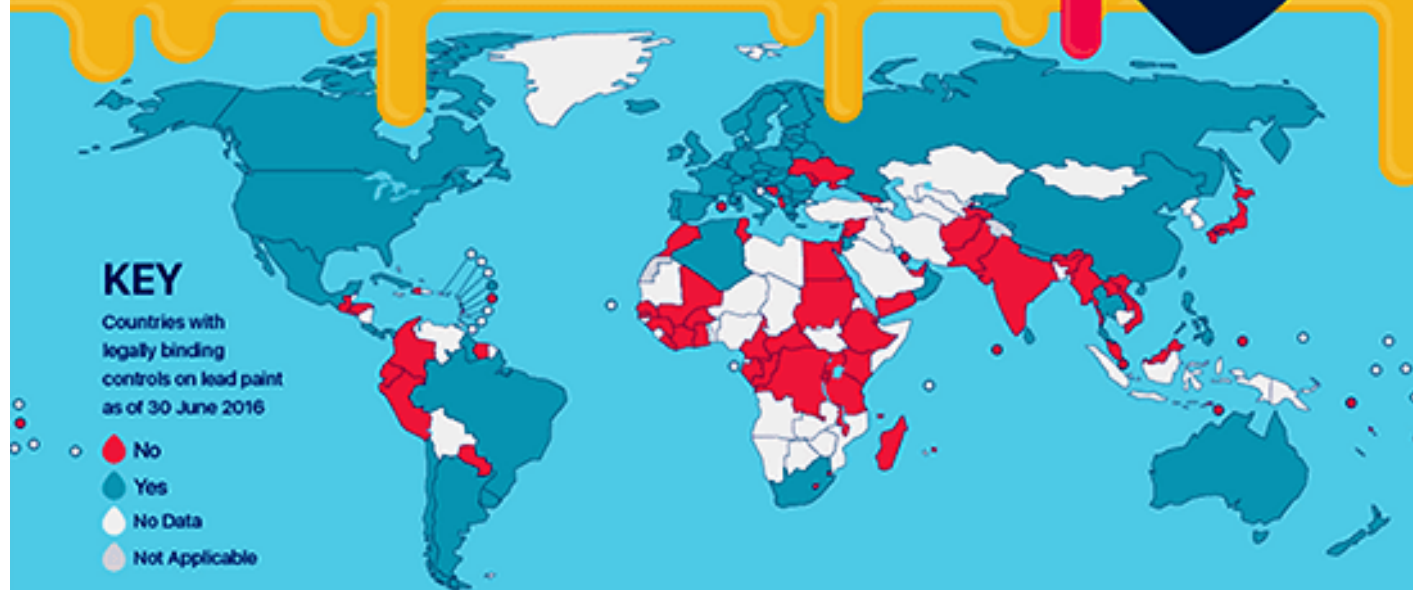 KEY
Countries with
legally binding
controls on lead paint
as of 30 June 2016
No
Yes
No Data
Not Applicable